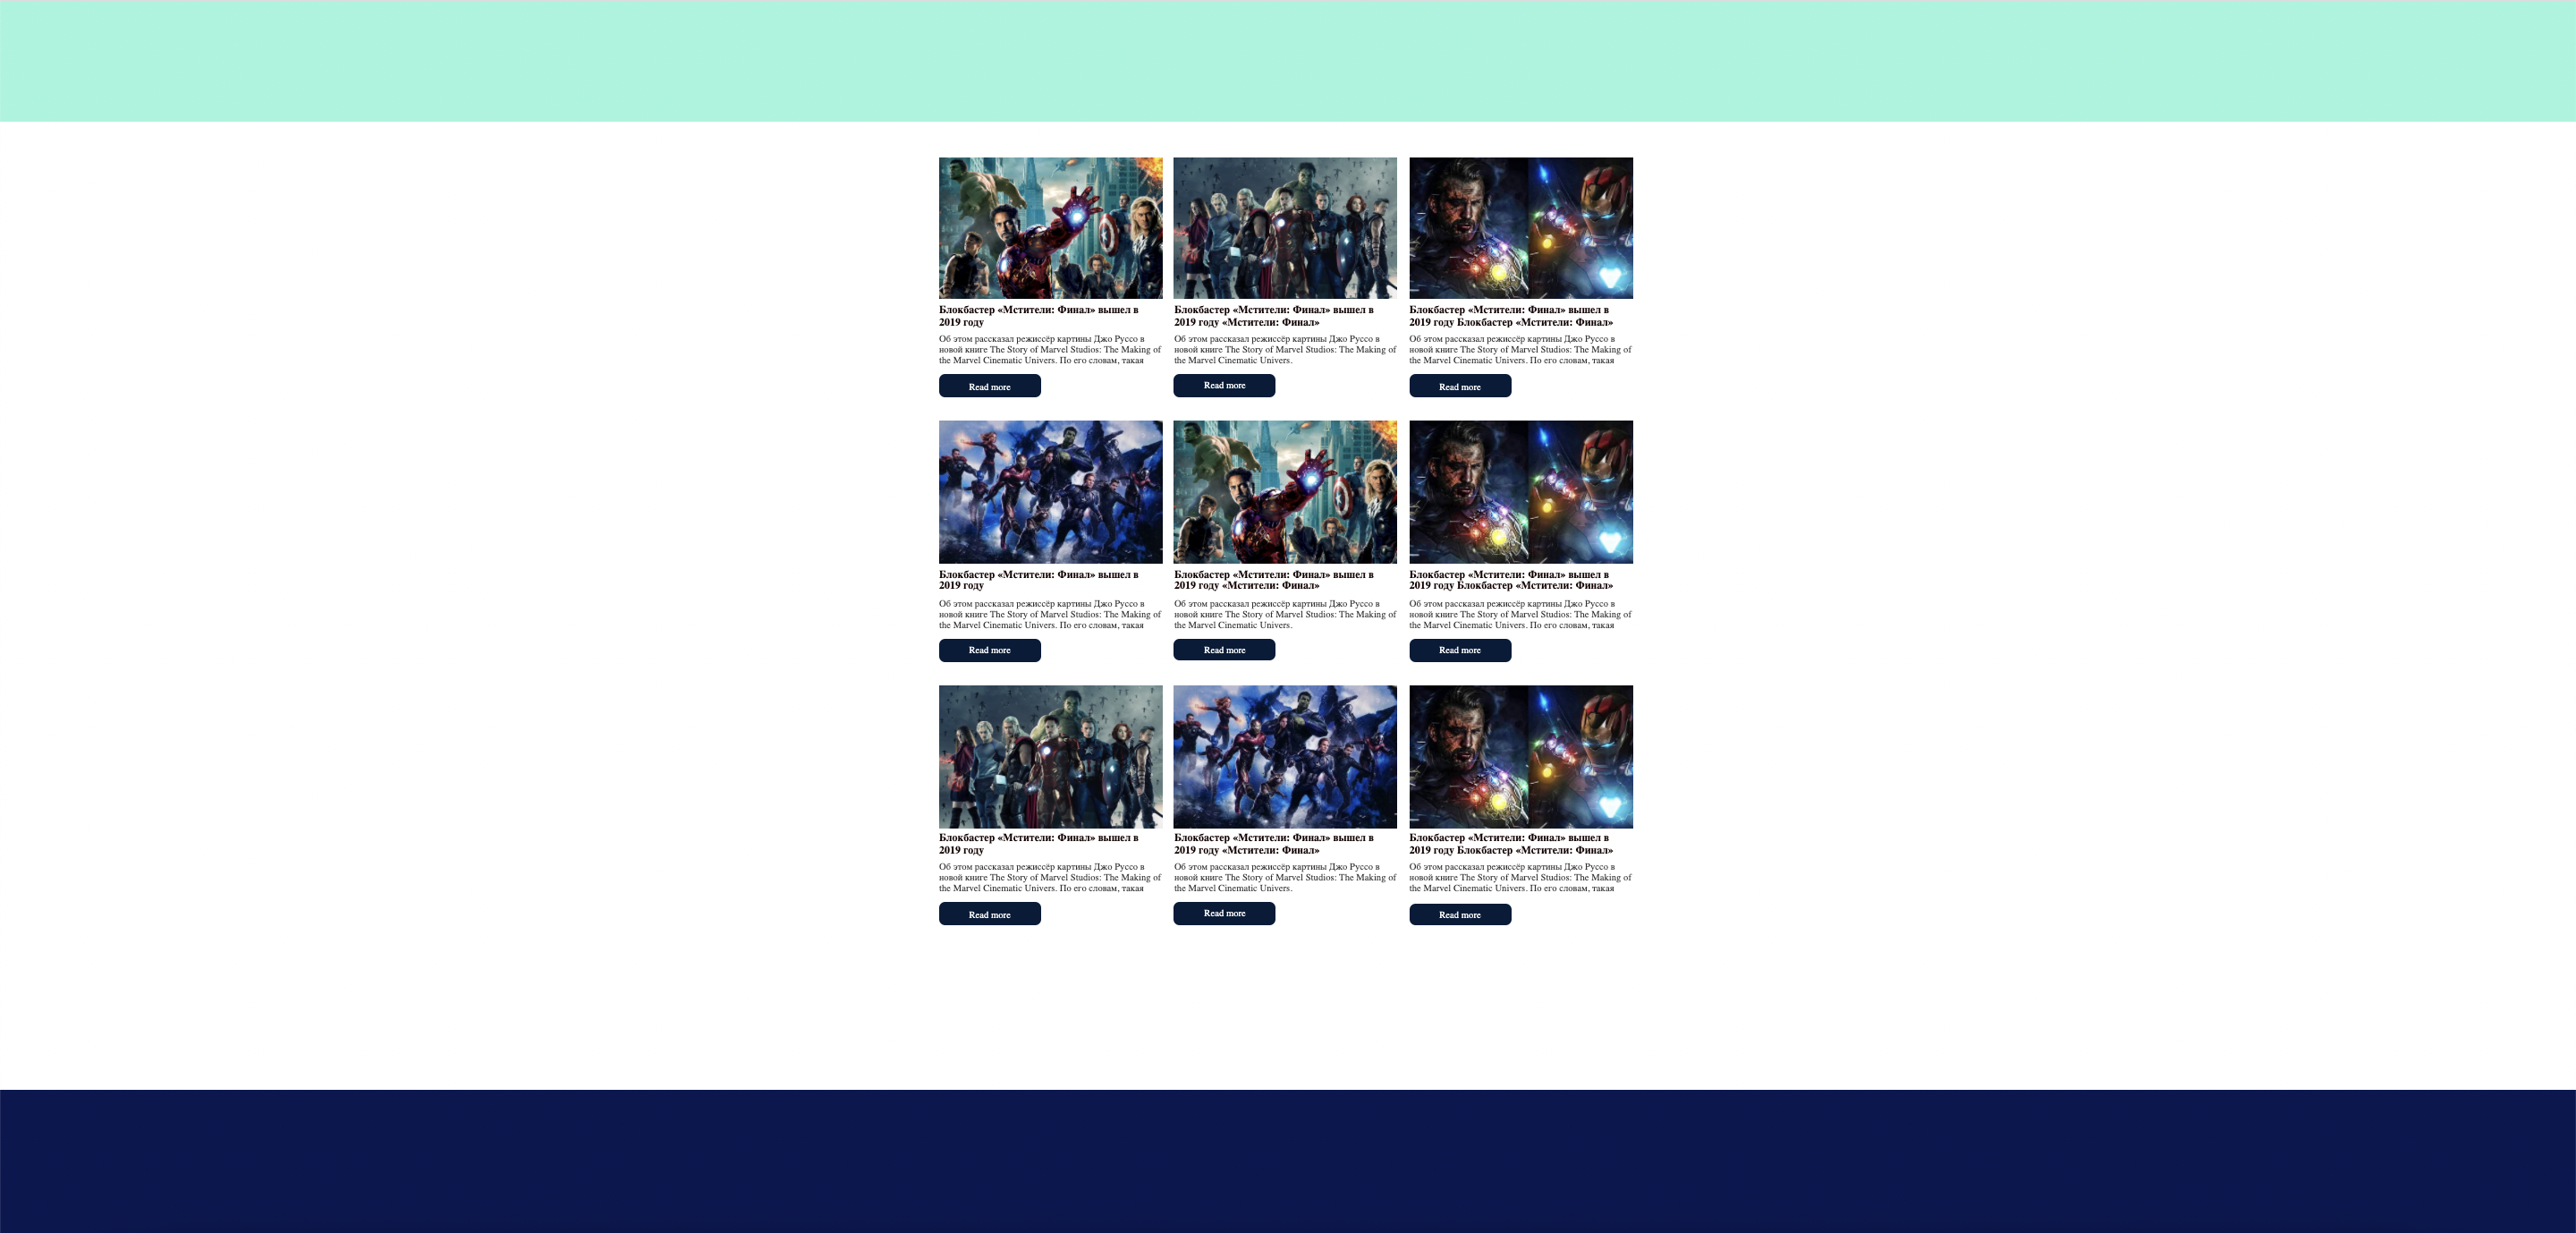 Блокбастер «Мстители: Финал» вышел в
2019 году
Об этом рассказал режиссёр картины Джо Руссо в
новой книге The Story of Marvel Studios: The Making of
the Marvel Cinematic Univers. По его словам, такая
Read more
Блокбастер «Мстители: Финал» вышел в
2019 году «Мстители: Финал»
Об этом рассказал режиссёр картины Джо Руссо в
новой книге The Story of Marvel Studios: The Making of
the Marvel Cinematic Univers.
Read more
Блокбастер «Мстители: Финал» вышел в
2019 году Блокбастер «Мстители: Финал»
Об этом рассказал режиссёр картины Джо Руссо в
новой книге The Story of Marvel Studios: The Making of
the Marvel Cinematic Univers. По его словам, такая
Read more
Блокбастер «Мстители: Финал» вышел в
2019 году
Об этом рассказал режиссёр картины Джо Руссо в
новой книге The Story of Marvel Studios: The Making of
the Marvel Cinematic Univers. По его словам, такая
Read more
Блокбастер «Мстители: Финал» вышел в
2019 году «Мстители: Финал»
Об этом рассказал режиссёр картины Джо Руссо в
новой книге The Story of Marvel Studios: The Making of
the Marvel Cinematic Univers.
Read more
Блокбастер «Мстители: Финал» вышел в
2019 году Блокбастер «Мстители: Финал»
Об этом рассказал режиссёр картины Джо Руссо в
новой книге The Story of Marvel Studios: The Making of
the Marvel Cinematic Univers. По его словам, такая
Read more
Блокбастер «Мстители: Финал» вышел в
2019 году
Об этом рассказал режиссёр картины Джо Руссо в
новой книге The Story of Marvel Studios: The Making of
the Marvel Cinematic Univers. По его словам, такая
Read more
Блокбастер «Мстители: Финал» вышел в
2019 году «Мстители: Финал»
Об этом рассказал режиссёр картины Джо Руссо в
новой книге The Story of Marvel Studios: The Making of
the Marvel Cinematic Univers.
Read more
Блокбастер «Мстители: Финал» вышел в
2019 году Блокбастер «Мстители: Финал»
Об этом рассказал режиссёр картины Джо Руссо в
новой книге The Story of Marvel Studios: The Making of
the Marvel Cinematic Univers. По его словам, такая
Read more